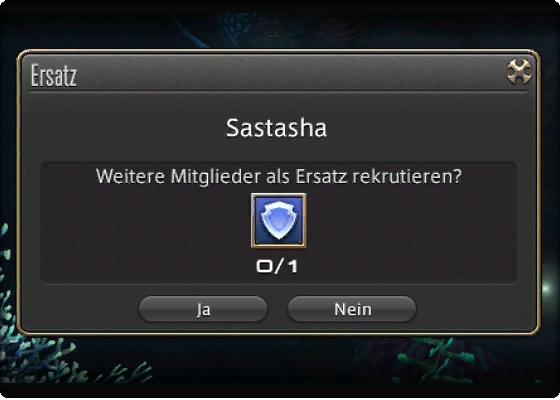 Ersatz
Sastasha
Weitere Mitglieder als Ersatz rekrutieren?
0/1
Ja
Nein